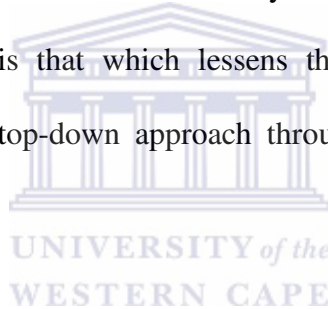 is that which lessens th
top-down approach throu
UNIVERSITY of the
WESTERN CAPE